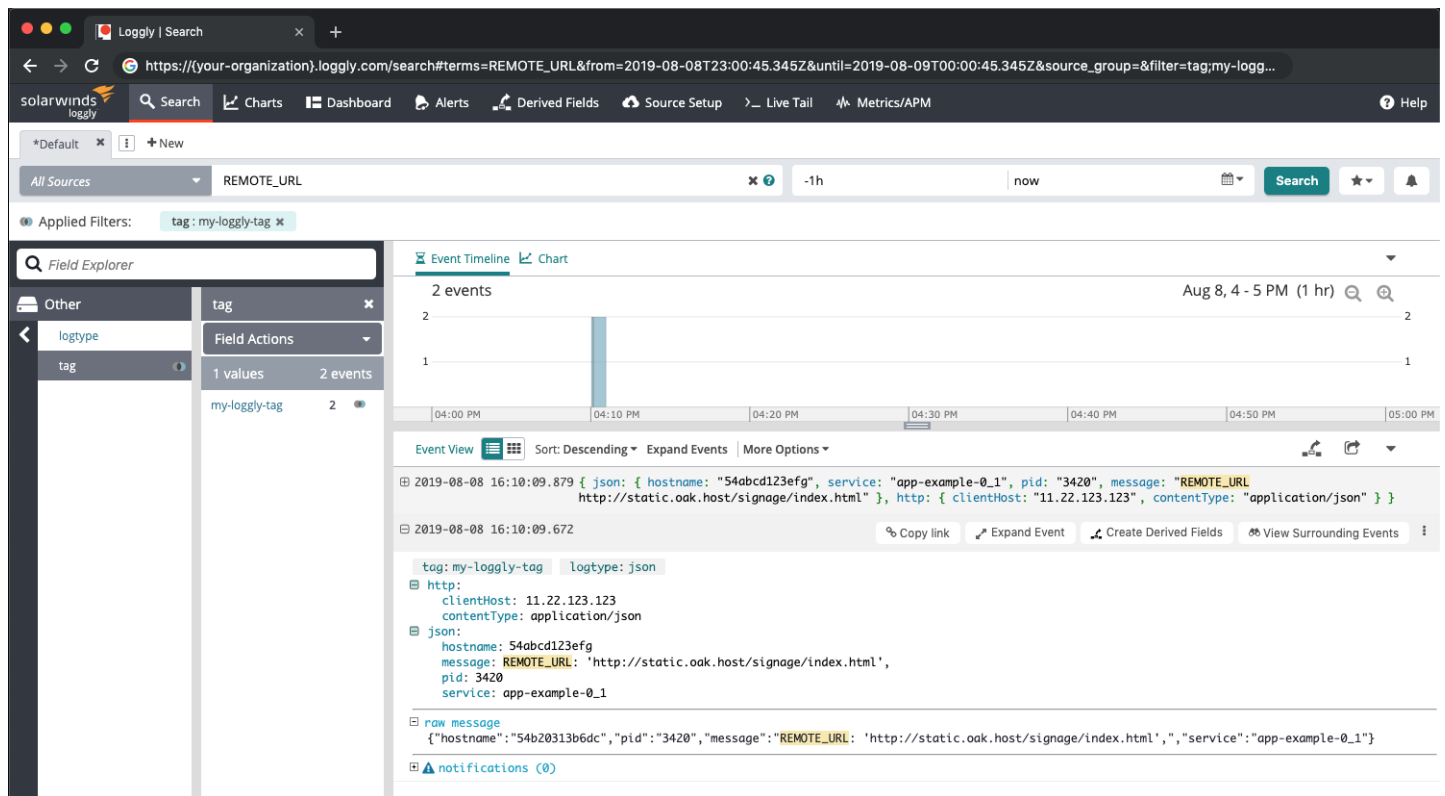 Loggly | Search
https://{your-organization}.loggly.com/search#terms=REMOTE_URL&from=2019-08-08T23:00:45.345Z&until=2019-08-09T00:00:45.345Z&source_group=&filter=tag;my-logg...
solarwinds
loggly
Search Charts Dashboard Alerts Derived Fields Source Setup >_ Live Tail Metrics/APM Help
*Default + New
All Sources REMOTE_URL -1h now Search
Applied Filters: tag : my-loggly-tag
Field Explorer
Event Timeline Chart
Other tag
2 events Aug 8, 4 - 5 PM (1 hr)
2 2
logtype Field Actions
tag 1 values 2 events
1 1
my-loggly-tag 2
04:00 PM 04:10 PM 04:20 PM 04:30 PM 04:40 PM 04:50 PM 05:00 PM
Event View Sort: Descending Expand Events More Options
2019-08-08 16:10:09.879 { json: { hostname: "54abcd123efg", service: "app-example-0_1", pid: "3420", message: "REMOTE_URL
http://static.oak.host/signage/index.html" }, http: { clientHost: "11.22.123.123", contentType: "application/json" } }
2019-08-08 16:10:09.672 Copy link Expand Event Create Derived Fields View Surrounding Events
tag: my-loggly-tag logtype: json
http:
clientHost: 11.22.123.123
contentType: application/json
json:
hostname: 54abcd123efg
message: REMOTE_URL: 'http://static.oak.host/signage/index.html',
pid: 3420
service: app-example-0_1
raw message
{"hostname":"54b20313b6dc","pid":"3420","message":"REMOTE_URL: 'http://static.oak.host/signage/index.html',","service":"app-example-0_1"}
notifications (0)